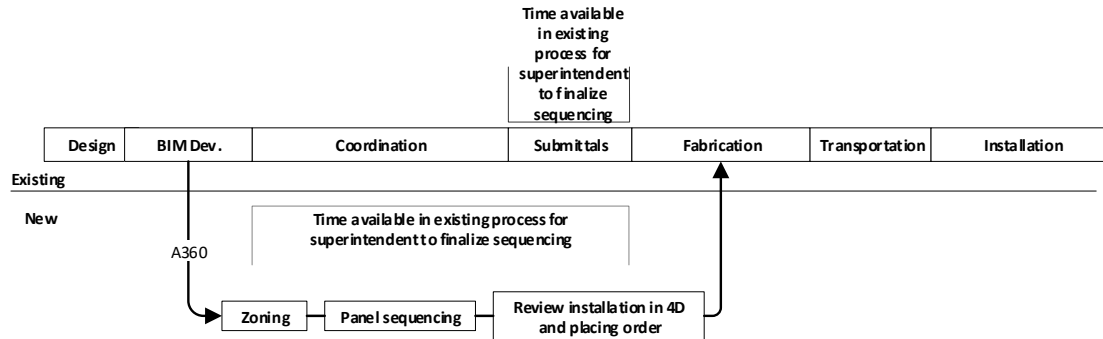 Time available
in existing
process for
superintendent
to finalize
sequencing
Design
BIM Dev.
Coordination
Submittals
Fabrication
Transportation
Installation
Existing
New
Time available in existing process for
superintendent to finalize sequencing
A360
Zoning
Panel sequencing
Review installation in 4D
and placing order